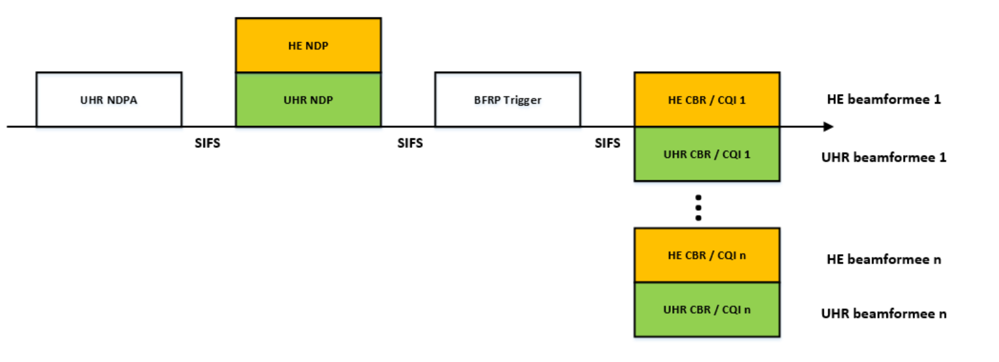 HE NDP
UHR NDPA
UHR NDP
BFRP Trigger
HE CBR / CQI 1
HE beamformee 1
SIFS
SIFS
SIFS
UHR CBR / CQI 1
UHR beamformee 1
HE CBR / CQI n
HE beamformee n
UHR CBR / CQI n
UHR beamformee n